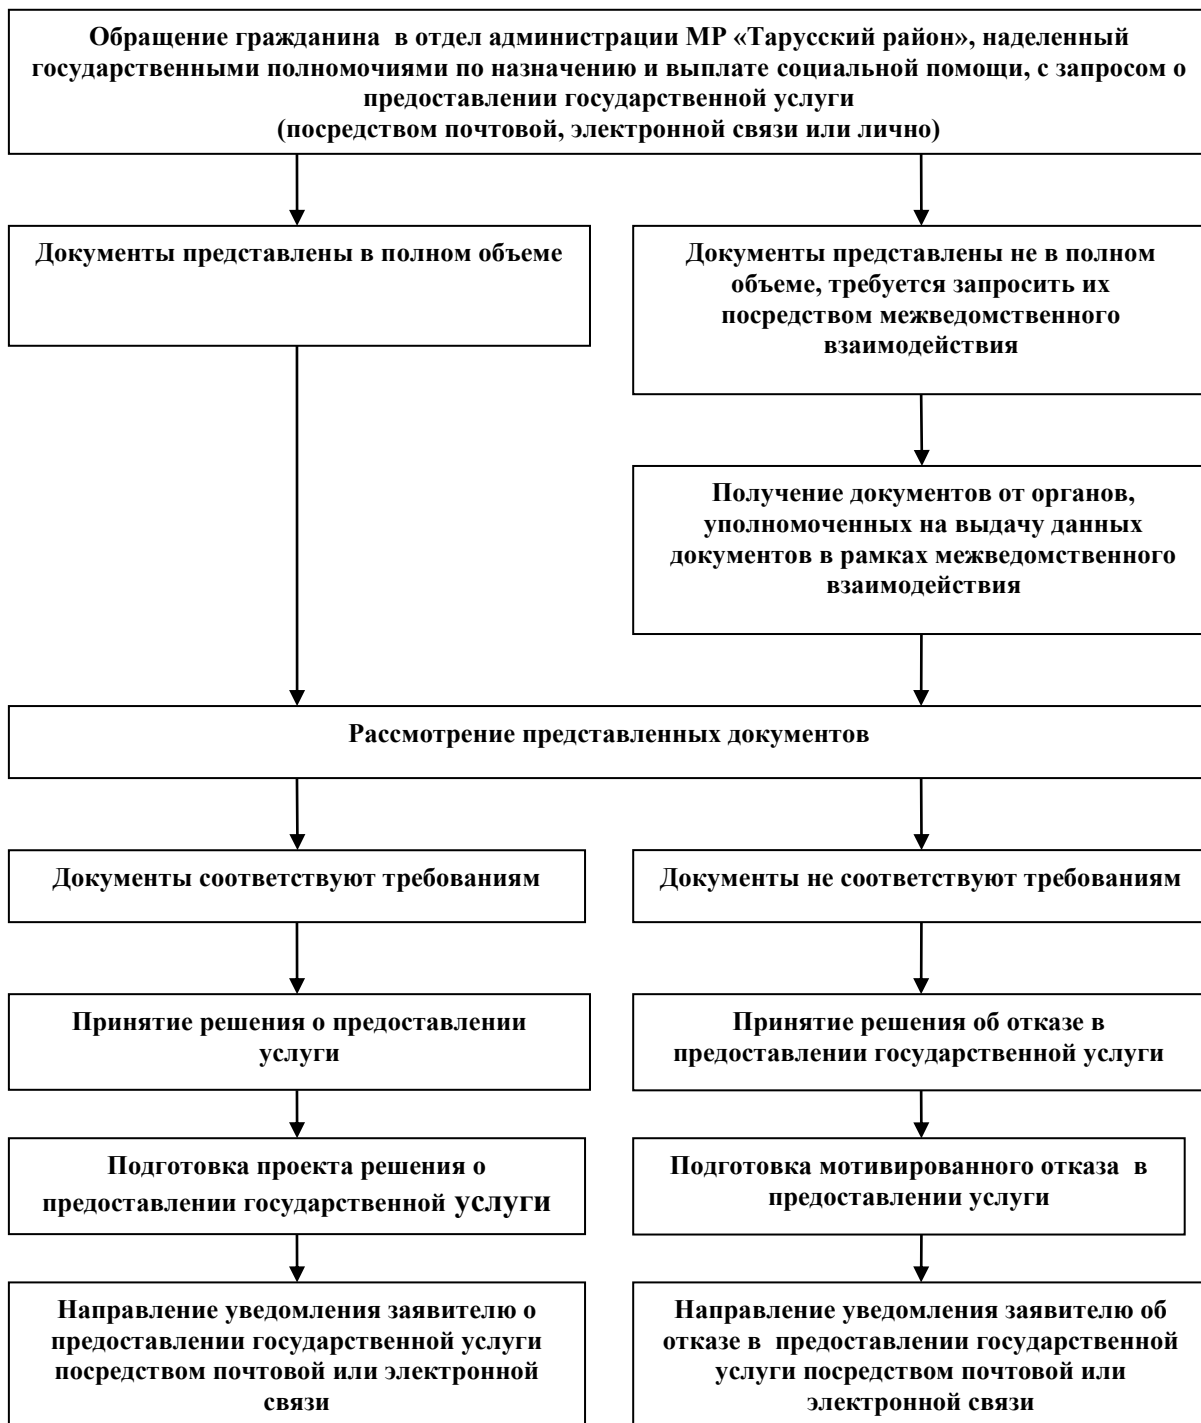 Обращение гражданина  в отдел администрации МР «Тарусский район», наделенный
государственными полномочиями по назначению и выплате социальной помощи, с запросом о
предоставлении государственной услуги
(посредством почтовой, электронной связи или лично)
Документы представлены в полном объеме
Документы представлены не в полном
объеме, требуется запросить их
посредством межведомственного
взаимодействия
Получение документов от органов,
уполномоченных на выдачу данных
документов в рамках межведомственного
взаимодействия
Рассмотрение представленных документов
Документы соответствуют требованиям
Документы не соответствуют требованиям
Принятие решения о предоставлении
услуги
Принятие решения об отказе в
предоставлении государственной услуги
Подготовка проекта решения о
предоставлении государственной услуги
Подготовка мотивированного отказа  в
предоставлении услуги
Направление уведомления заявителю о
предоставлении государственной услуги
посредством почтовой или электронной
связи
Направление уведомления заявителю об
отказе в  предоставлении государственной
услуги посредством почтовой или
электронной связи